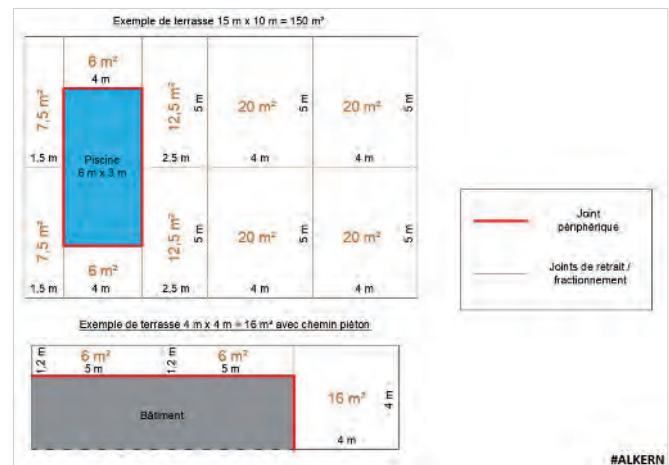 Exemple de terrasse 15 m x 10 m = 150 m²
6 m²
4 m
7,5 m²
1.5 m
12,5 m²
5 m
2.5 m
20 m²
5 m
4 m
20 m²
5 m
4 m
Piscine
6 m x 3 m
7,5 m²
1.5 m
6 m²
4 m
12,5 m²
5 m
2.5 m
20 m²
5 m
4 m
20 m²
5 m
4 m
Joint
périphérique
Joints de retrait /
fractionnement
Exemple de terrasse 4 m x 4 m = 16 m² avec chemin piéton
1,2 m
6 m²
5 m
1,2 m
6 m²
5 m
16 m²
4 m
4 m
Bâtiment
#ALKERN